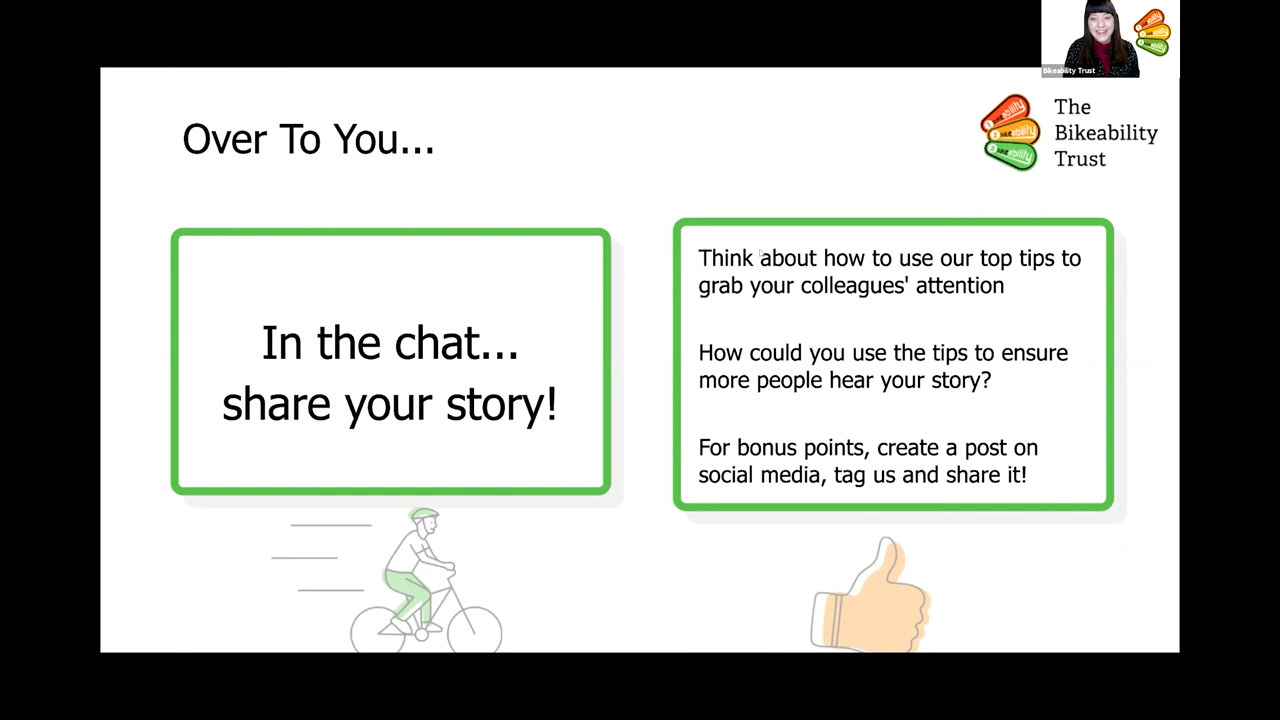 Bikeability Trust
The
Bikeability
Trust
Over To You...
In the chat...
share your story!
Think about how to use our top tips to
grab your colleagues' attention
How could you use the tips to ensure
more people hear your story?
For bonus points, create a post on
social media, tag us and share it!